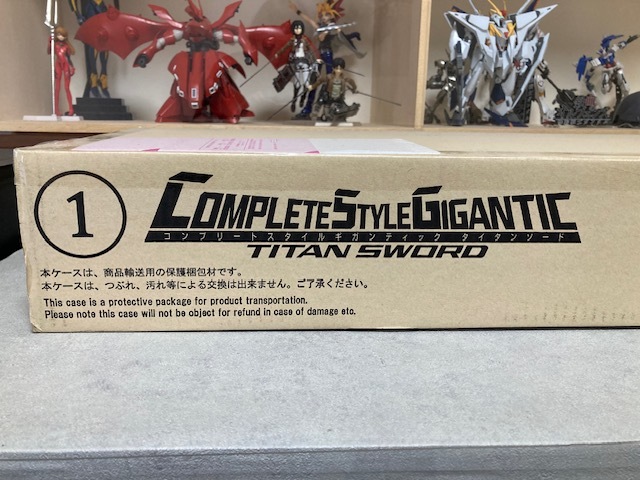 1
COMPLETE STYLE GIGANTIC
コンプリートスタイルギガンティック タイタンソード
TITAN SWORD
本ケースは、商品輸送用の保護梱包材です。
本ケースは、つぶれ、汚れ等による交換は出来ません。ご了承ください。
This case is a protective package for product transportation.
Please note this case will not be object for refund in case of damage etc.